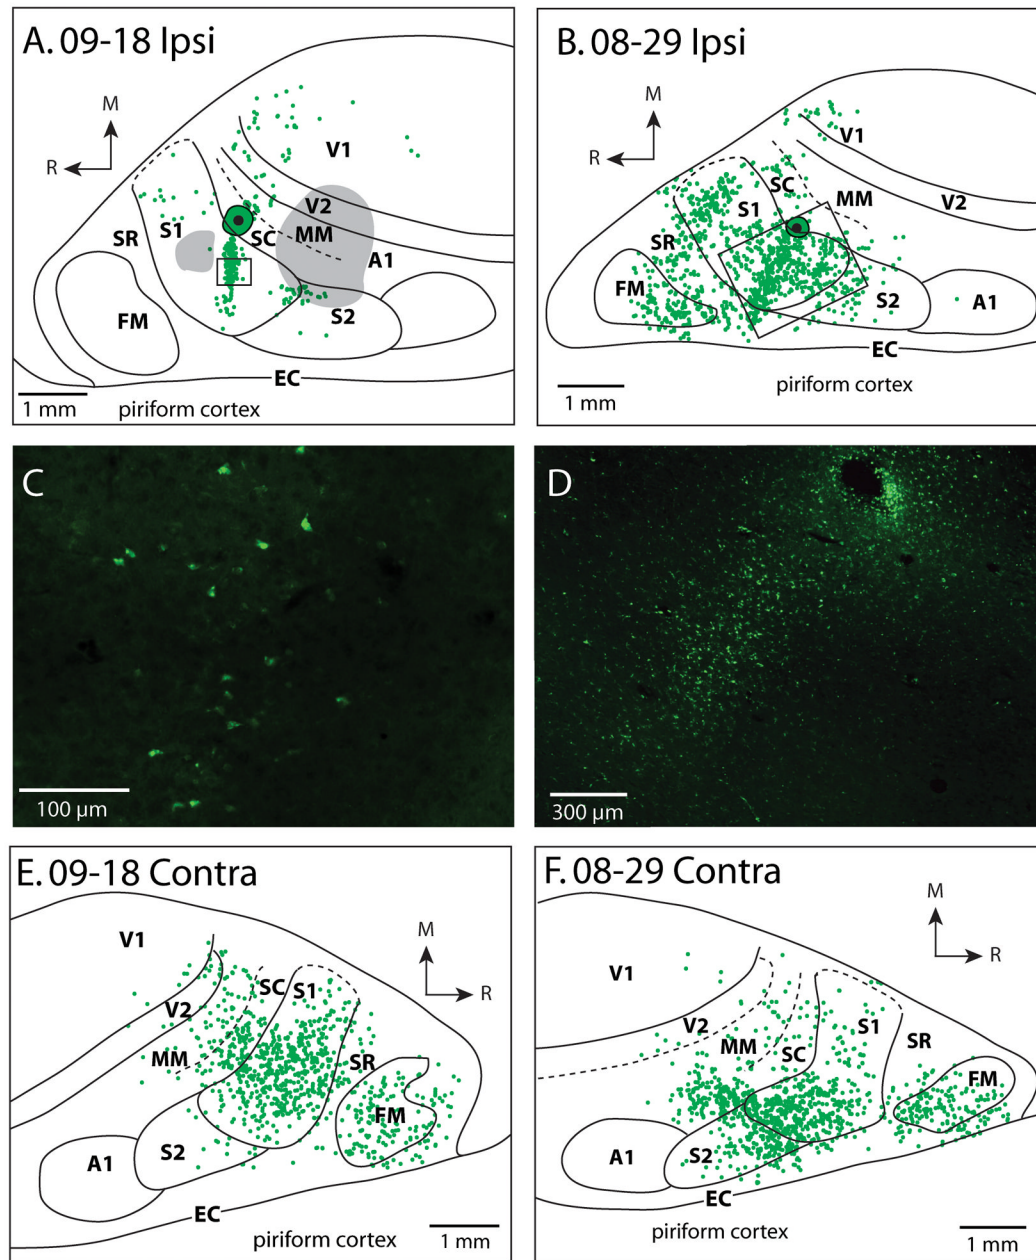 A. 09-18 Ipsi
M
R
V1
V2
S1
SC
MM
SR
A1
FM
S2
EC
1 mm
piriform cortex
B. 08-29 Ipsi
M
R
V1
SC
MM
S1
V2
SR
FM
S2
A1
EC
1 mm
piriform cortex
C
100 µm
D
300 µm
E. 09-18 Contra
M
R
V1
SC
S1
V2
MM
SR
FM
A1
S2
EC
piriform cortex
1 mm
F. 08-29 Contra
M
R
V1
V2
S1
MM
SC
SR
FM
A1
S2
EC
piriform cortex
1 mm